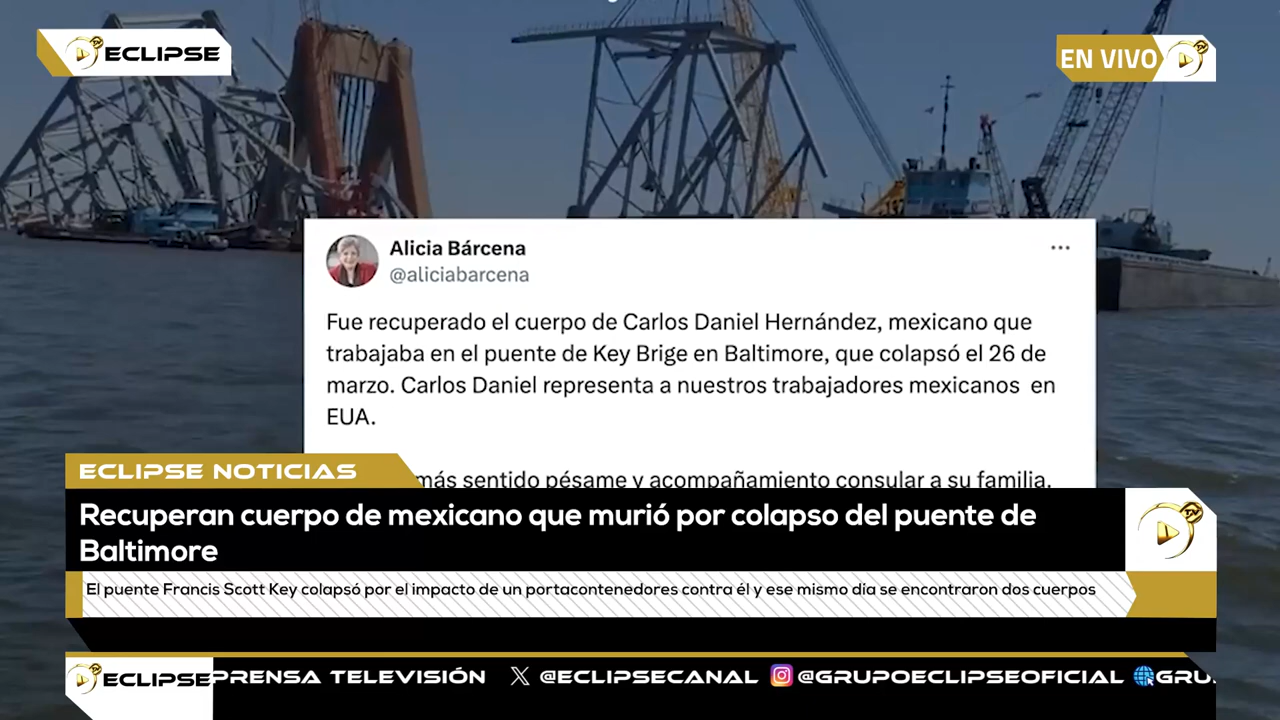 ECLIPSE
EN VIVO
Alicia Bárcena
@aliciabarcena
Fue recuperado el cuerpo de Carlos Daniel Hernández, mexicano que
trabajaba en el puente de Key Brige en Baltimore, que colapsó el 26 de
marzo. Carlos Daniel representa a nuestros trabajadores mexicanos en
EUA.
más sentido pésame y acompañamiento consular a su familia.
ECLIPSE NOTICIAS
Recuperan cuerpo de mexicano que murió por colapso del puente de
Baltimore
El puente Francis Scott Key colapsó por el impacto de un portacontenedores contra él y ese mismo día se encontraron dos cuerpos
ECLIPSE PRENSA TELEVISIÓN @ECLIPSECANAL @GRUPOECLIPSEOFICIAL GRU